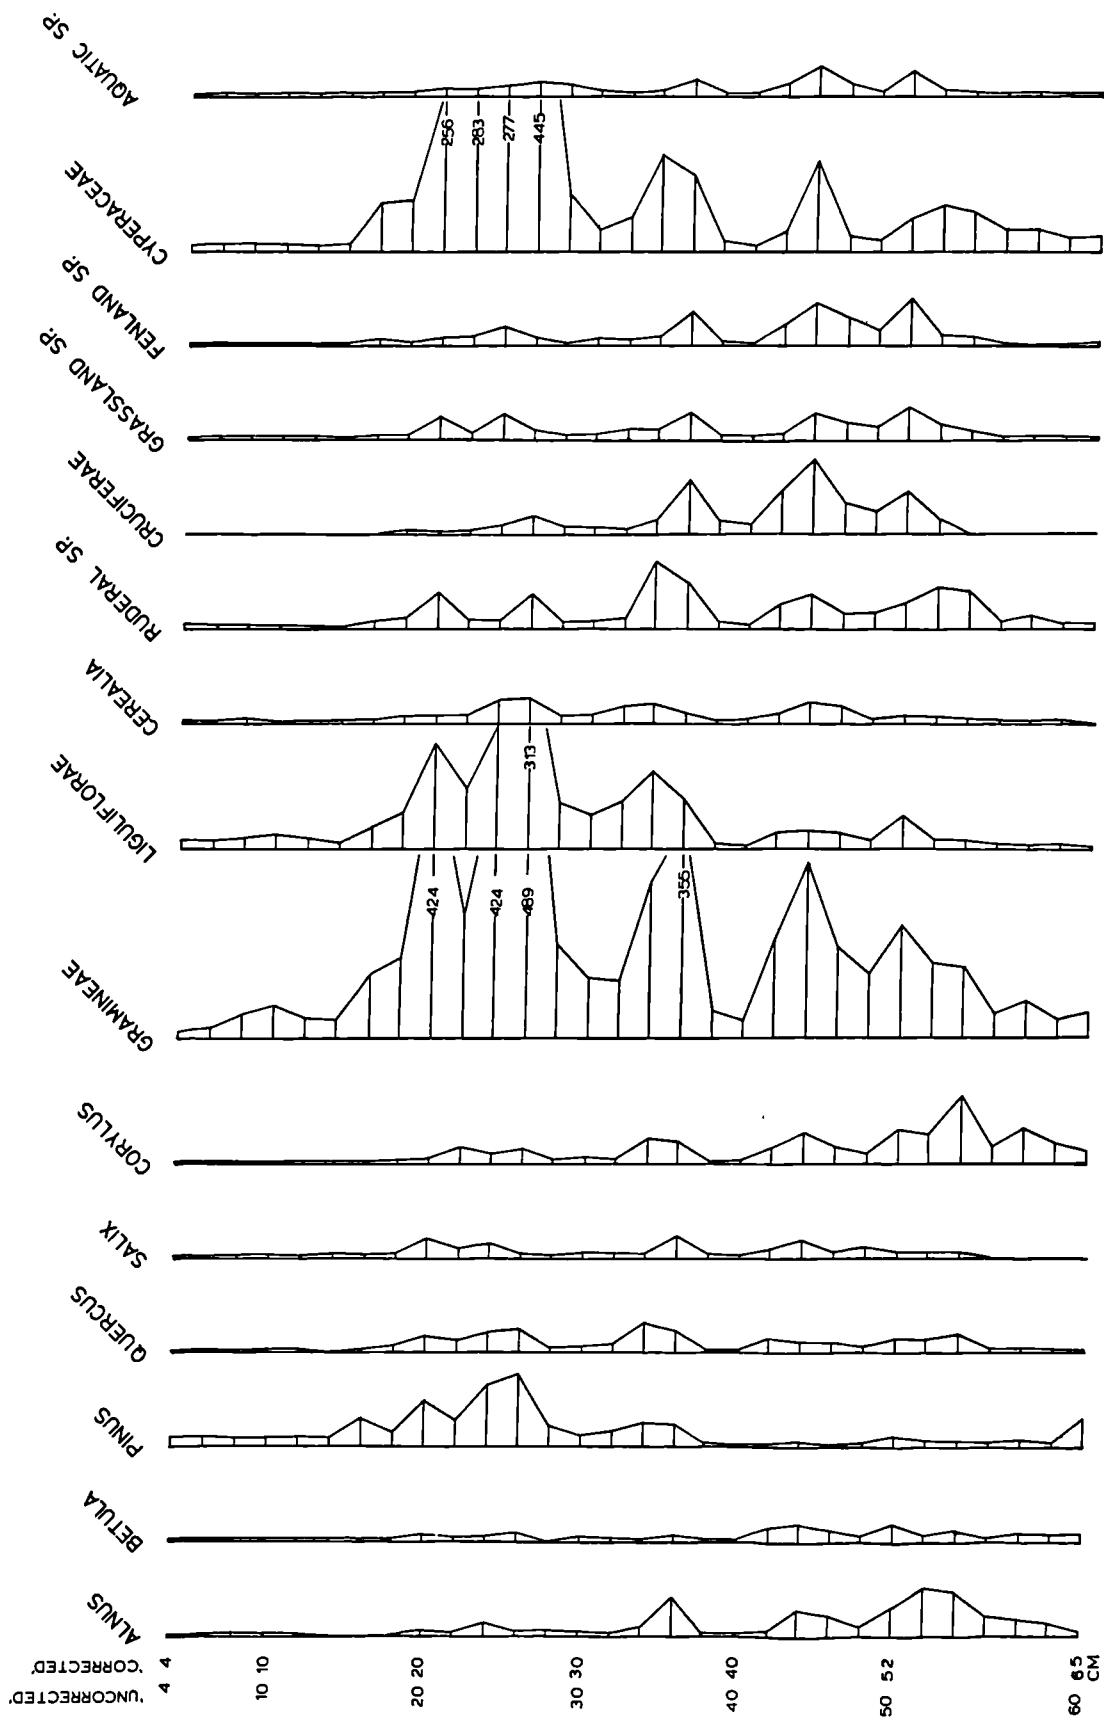 AQUATIC SP.
256
283
277
445
CYPERACEAE
FENLAND SP.
GRASSLAND SP.
CRUCIFERAE
RUDERAL SP.
CEREALIA
313
LIGULIFLORAE
424
424
489
355
GRAMINEAE
CORYLUS
SALIX
QUERCUS
PINUS
BETULA
ALNUS
'CORRECTED' 4 10 20 30 40 52 65 CM
'UNCORRECTED' 4 10 20 30 40 50 60